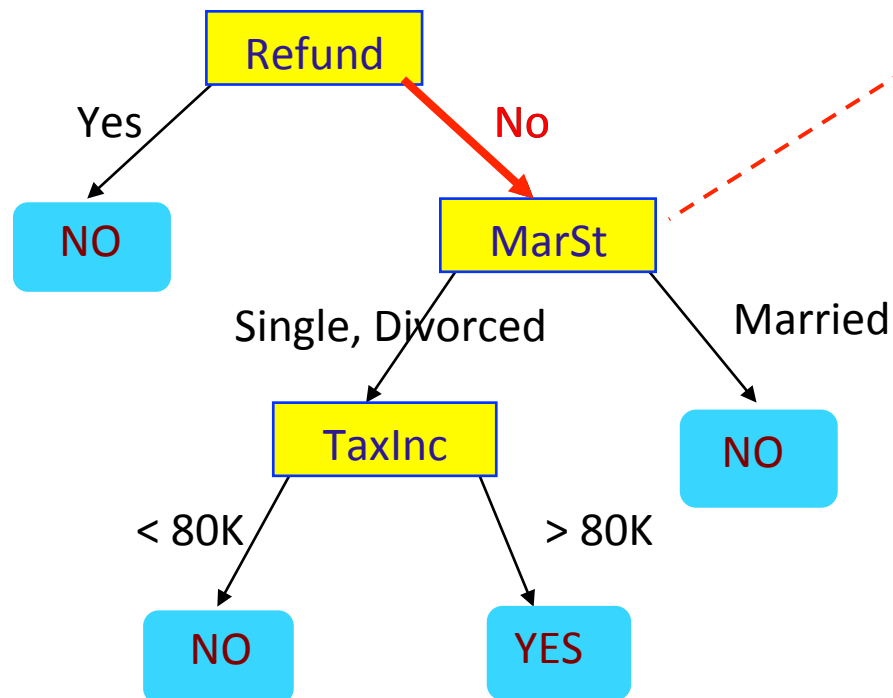 Refund
Yes
No
NO
MarSt
Single, Divorced
Married
TaxInc
NO
< 80K
> 80K
NO
YES